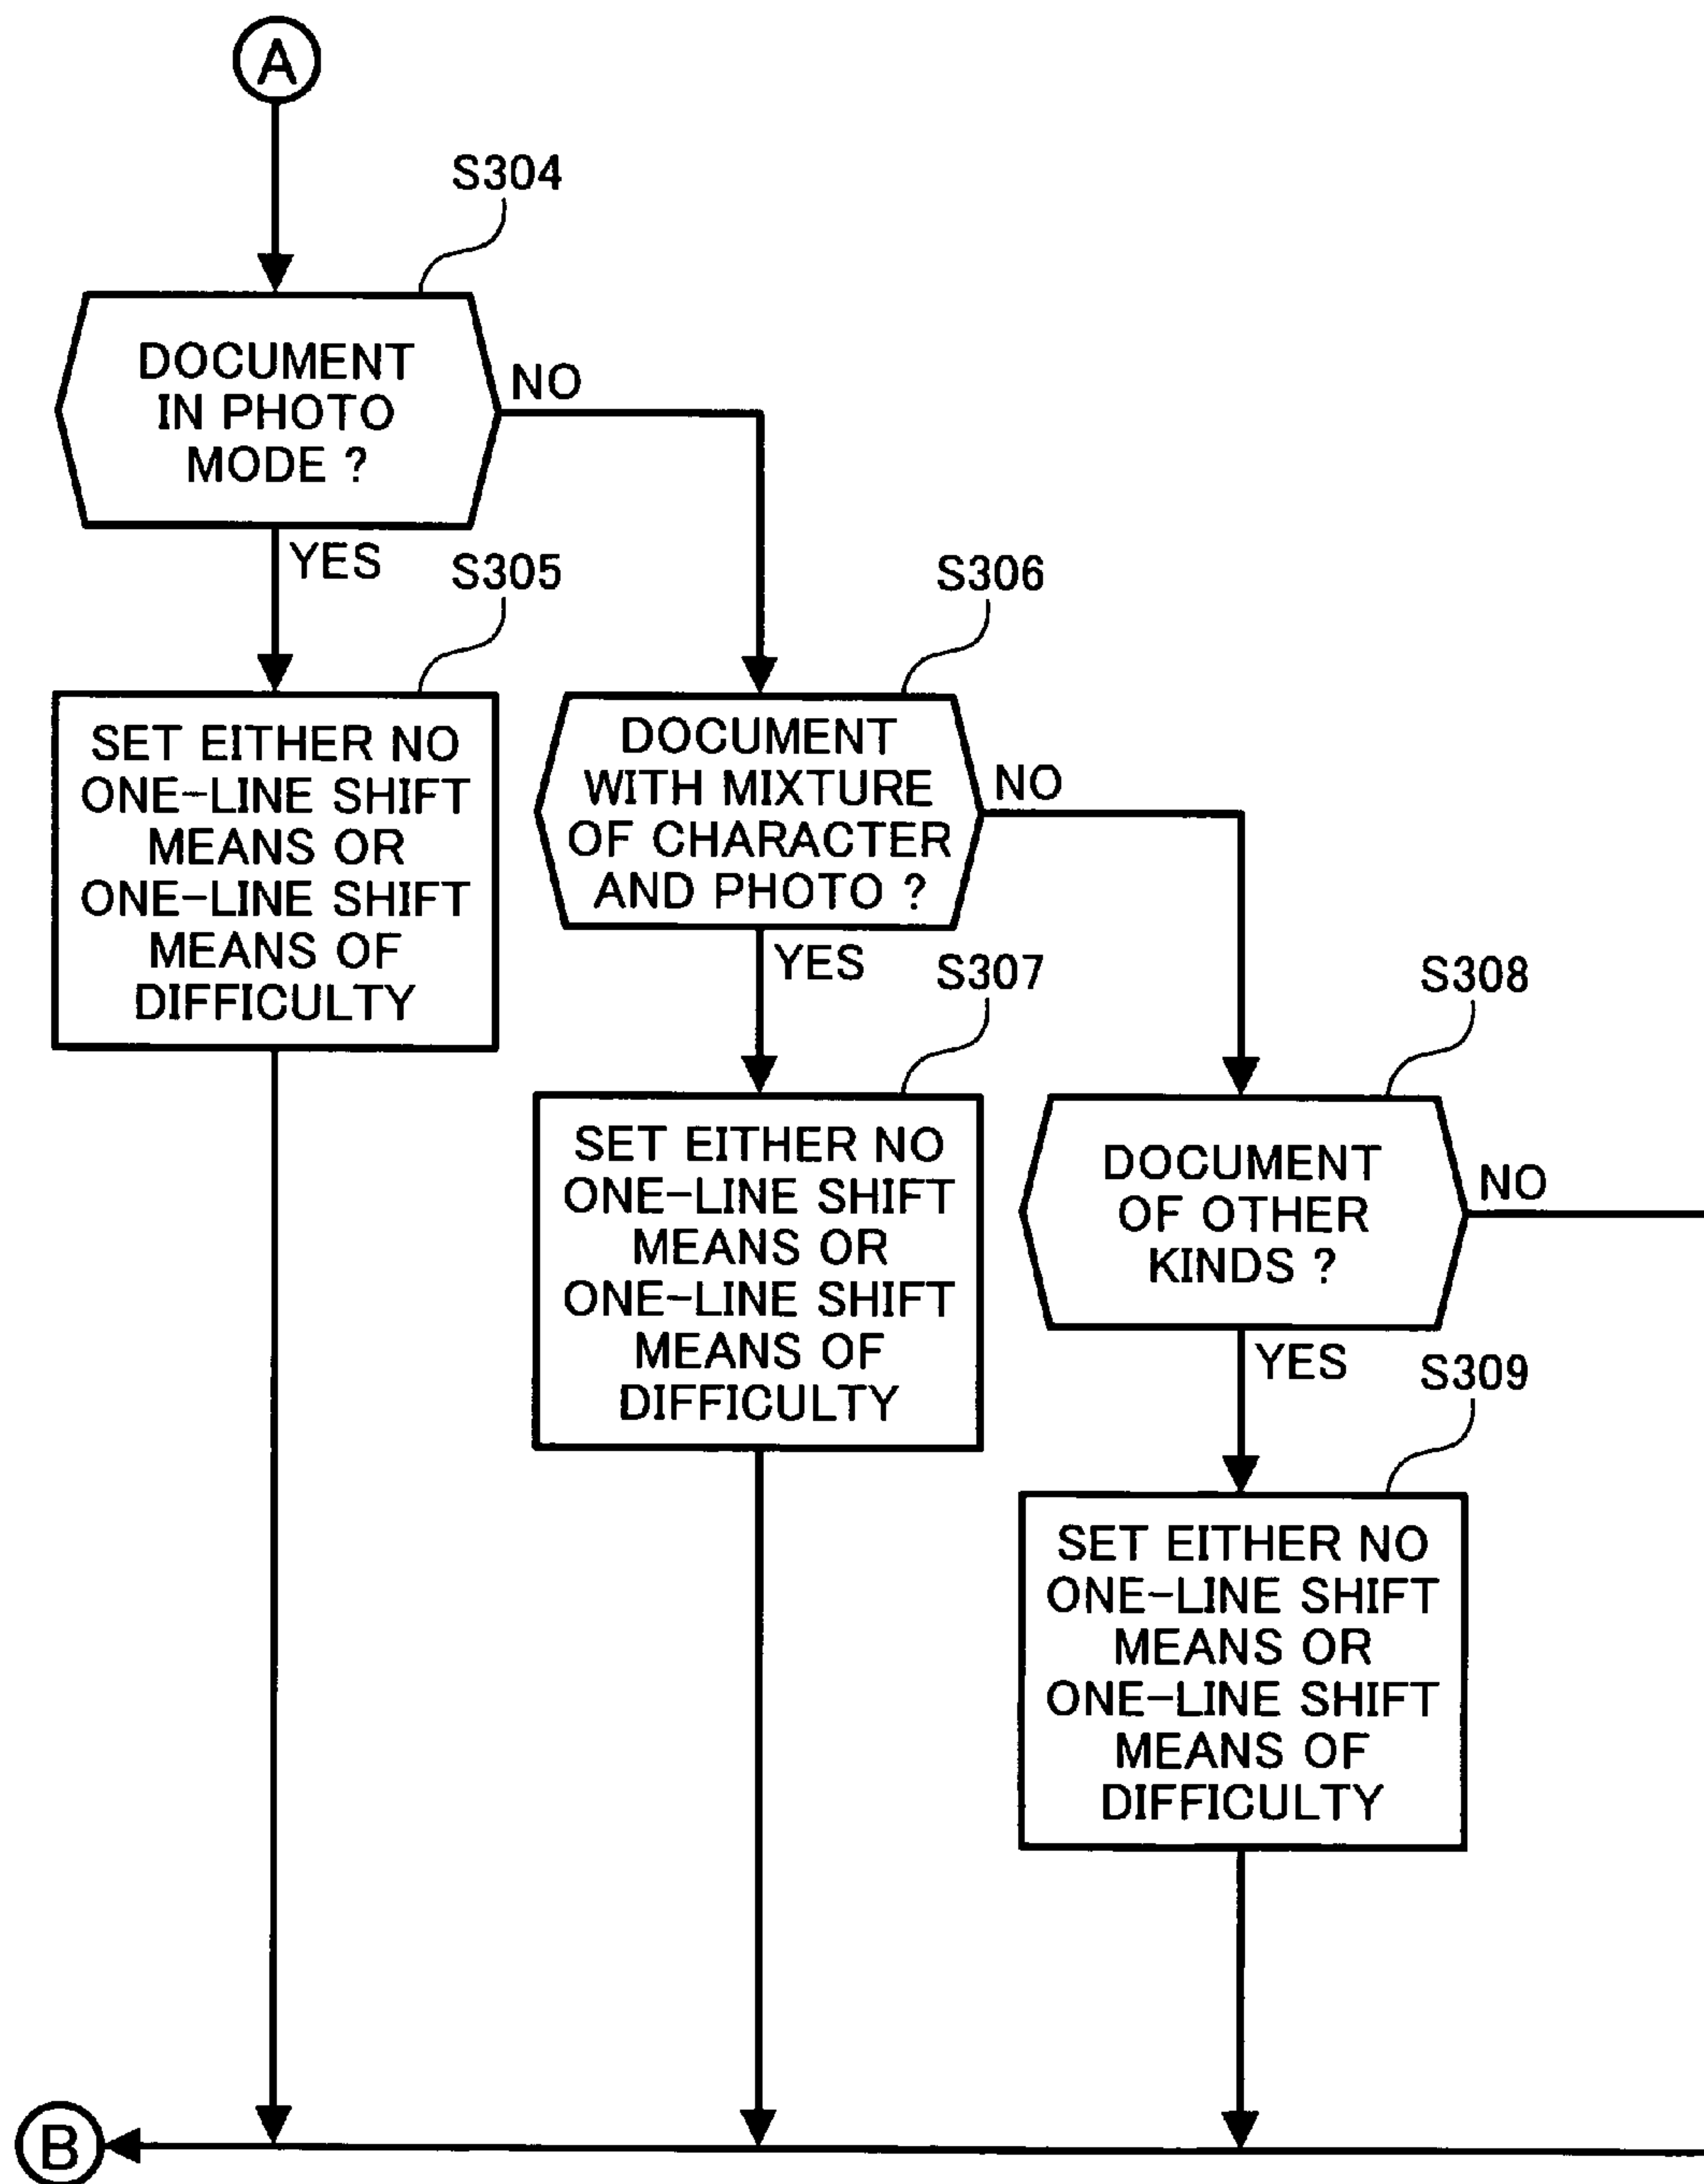 A
S304
DOCUMENT
IN PHOTO
MODE ?
NO
YES
S305
SET EITHER NO
ONE-LINE SHIFT
MEANS OR
ONE-LINE SHIFT
MEANS OF
DIFFICULTY
S306
DOCUMENT
WITH MIXTURE
OF CHARACTER
AND PHOTO ?
NO
YES
S307
SET EITHER NO
ONE-LINE SHIFT
MEANS OR
ONE-LINE SHIFT
MEANS OF
DIFFICULTY
S308
DOCUMENT
OF OTHER
KINDS ?
NO
YES
S309
SET EITHER NO
ONE-LINE SHIFT
MEANS OR
ONE-LINE SHIFT
MEANS OF
DIFFICULTY
B